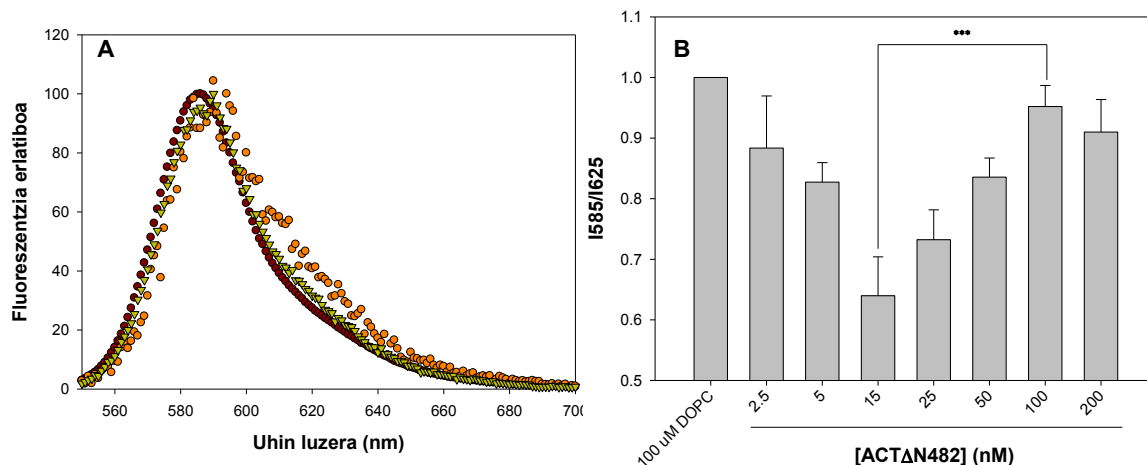 A
Fluoreszentzia erlatiboa
120
100
80
60
40
20
0
560 580 600 620 640 660 680 700
Uhin luzera (nm)
B
***
I585/I625
1.1
1.0
0.9
0.8
0.7
0.6
0.5
100 uM DOPC 2.5 5 15 25 50 100 200
[ACTΔN482] (nM)